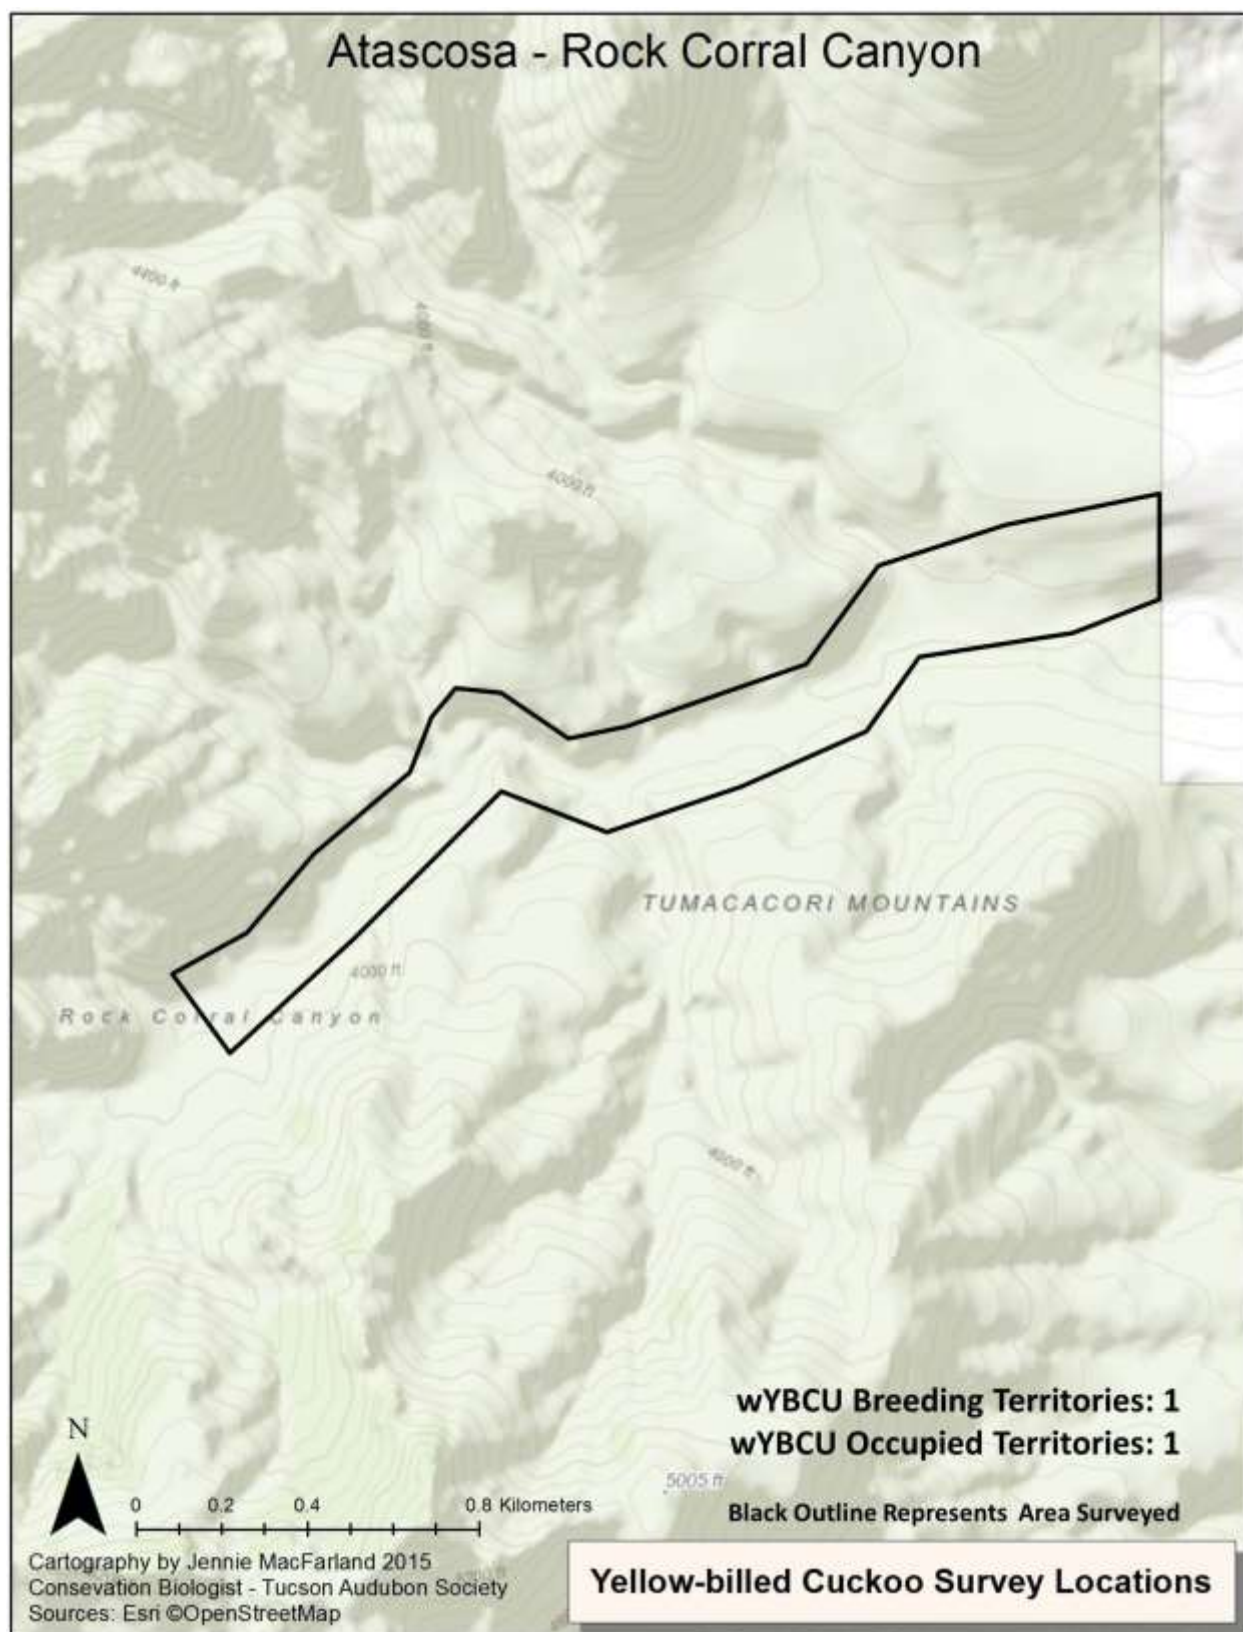 Atascosa - Rock Corral Canyon
4400 ft
4000 ft
4000 ft
TUMACACORI MOUNTAINS
4000 ft
Rock Corral Canyon
4000 ft
wYBCU Breeding Territories: 1
wYBCU Occupied Territories: 1
5005 ft
N
0 0.2 0.4 0.8 Kilometers
Black Outline Represents Area Surveyed
Cartography by Jennie MacFarland 2015
Consevation Biologist - Tucson Audubon Society
Sources: Esri ©OpenStreetMap
Yellow-billed Cuckoo Survey Locations